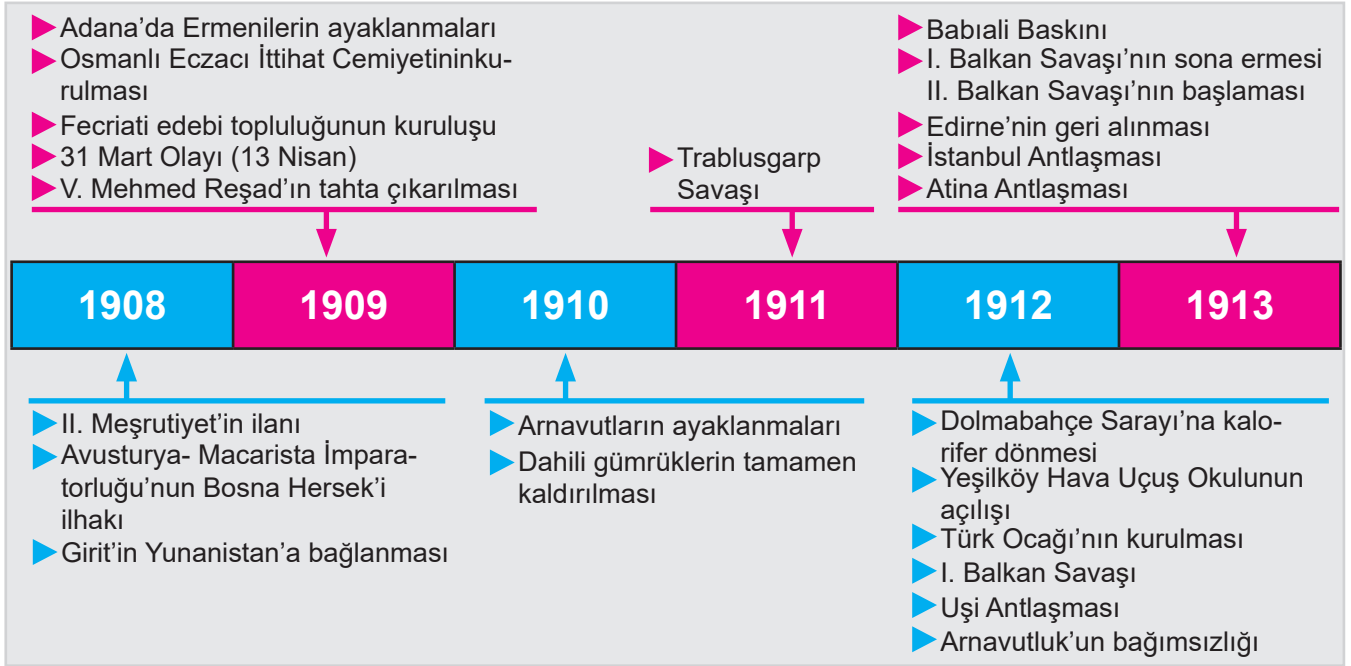 Adana’da Ermenilerin ayaklanmaları
Osmanlı Eczacı İttihat Cemiyetininku-
rulması
Fecriati edebi topluluğunun kuruluşu
31 Mart Olayı (13 Nisan)
V. Mehmed Reşad’ın tahta çıkarılması
Trablusgarp
Savaşı
Babıali Baskını
I. Balkan Savaşı’nın sona ermesi
II. Balkan Savaşı’nın başlaması
Edirne’nin geri alınması
İstanbul Antlaşması
Atina Antlaşması
1908
1909
1910
1911
1912
1913
II. Meşrutiyet’in ilanı
Avusturya- Macarista İmpara-
torluğu’nun Bosna Hersek’i
ilhakı
Girit’in Yunanistan’a bağlanması
Arnavutların ayaklanmaları
Dahili gümrüklerin tamamen
kaldırılması
Dolmabahçe Sarayı’na kalo-
rifer dönmesi
Yeşilköy Hava Uçuş Okulunun
açılışı
Türk Ocağı’nın kurulması
I. Balkan Savaşı
Uşi Antlaşması
Arnavutluk’un bağımsızlığı